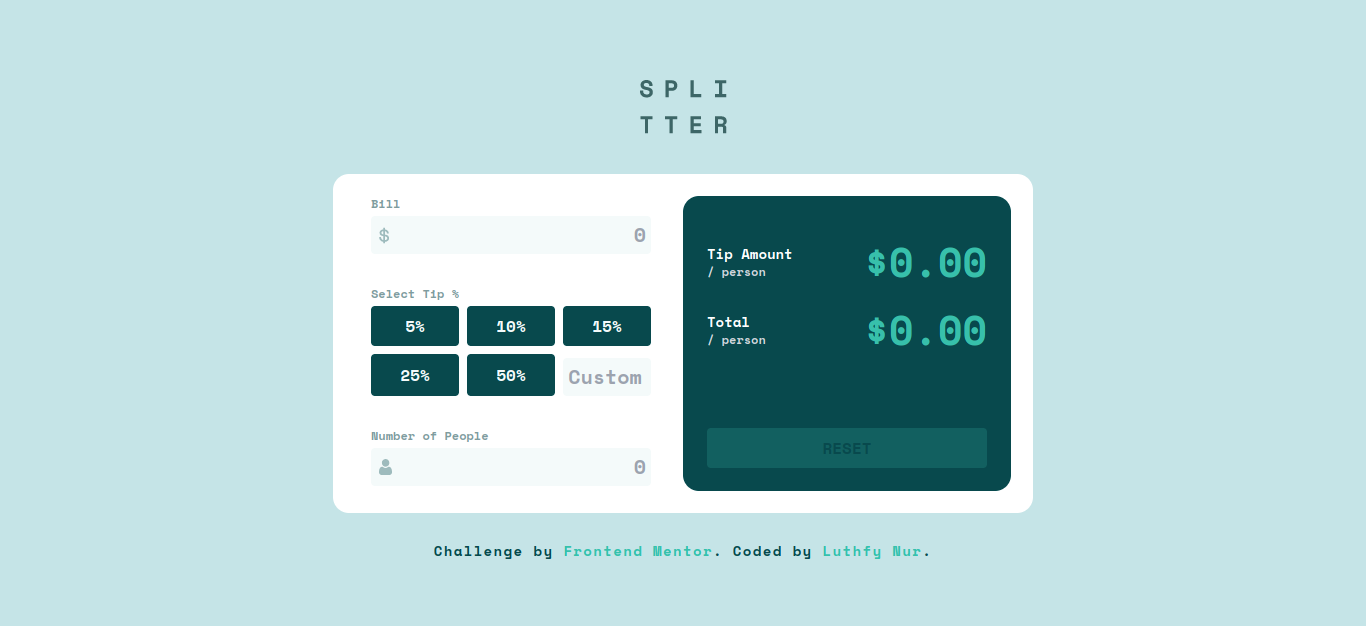 SPLI
TTER
Bill
$ 0
Select Tip %
5% 10% 15%
25% 50% Custom
Number of People
0
Tip Amount
/ person
$0.00
Total
/ person
$0.00
RESET
Challenge by Frontend Mentor. Coded by Luthfy Nur.